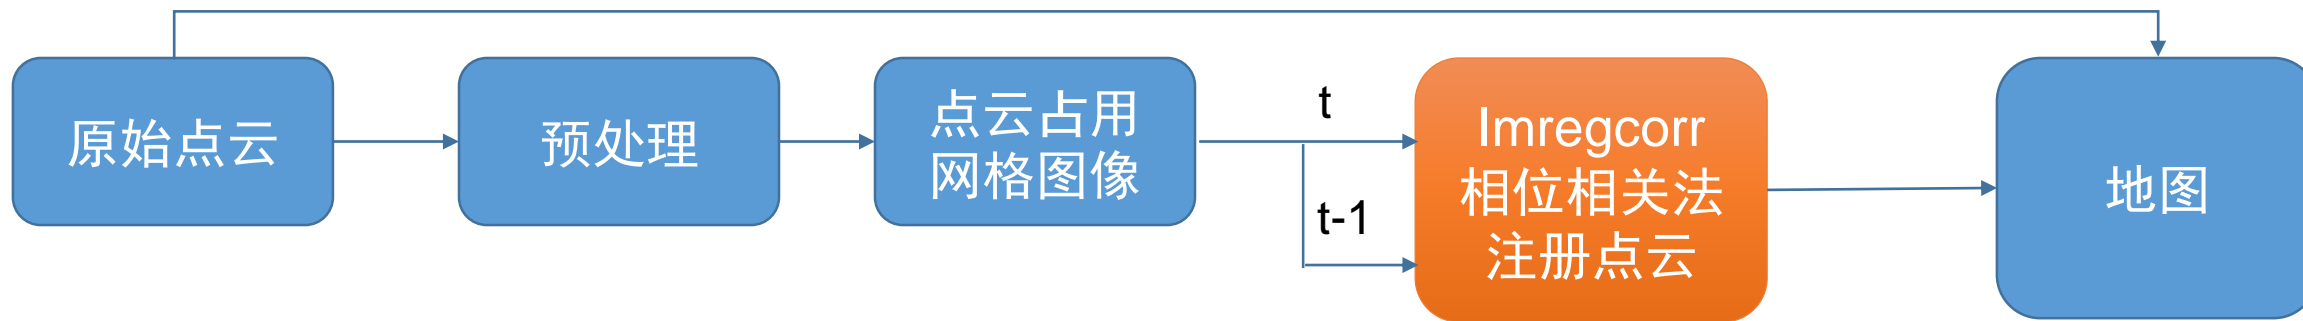 原始点云
预处理
点云占用
网格图像
t
t-1
Imregcorr
相位相关法
注册点云
地图